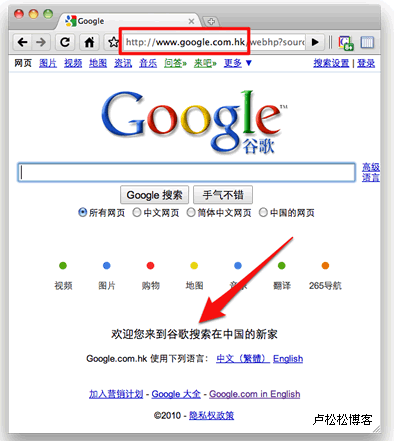 Google
http://www.google.com.hk/webhp?sourc
网页 图片 视频 地图 资讯 音乐 问答» 来吧» 更多 ▼ 搜索设置 | 登录
Google™
谷歌
高级
语言
Google 搜索 手气不错
所有网页 中文网页 简体中文网页 中国的网页
视频 图片 购物 地图 音乐 翻译 265导航
欢迎您来到谷歌搜索在中国的新家
Google.com.hk 使用下列语言： 中文（繁體） English
加入营销计划 - Google 大全 - Google.com in English
©2010 - 隐私权政策
卢松松博客